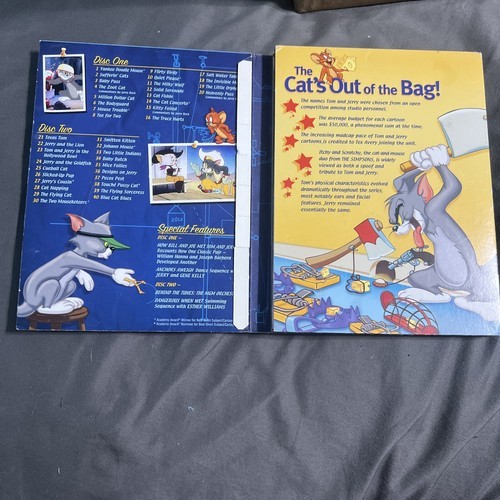 Disc One
1 Yankee Doodle Mouse*
2 Sufferin' Cats
3 Baby Puss
4 The Zoot Cat
5 Million Dollar Cat
6 The Bodyguard
7 Mouse Trouble*
8 Tee for Two
9 Flirty Birdy
10 Quiet Please*
11 The Milky Waif
12 Solid Serenade
13 Cat Fishin'
14 The Cat Concerto*
15 Kitty Foiled
16 The Truce Hurts
17 Salt Water Tabby
18 The Invisible
19 The Little Orphan
20 Heavenly Puss
Disc Two
21 Texas Tom
22 Jerry and the Lion
23 Tom and Jerry in the
Hollywood Bowl
24 Jerry and the Goldfish
25 Cueball Cat
26 Slicked-Up Pup
27 Jerry's Cousin*
28 Cat Napping
29 The Flying Cat
30 The Two Mouseketeers*
31 Smitten Kitten
32 Johann Mouse*
33 Two Little Indians
34 Baby Butch
35 Mice Follies
36 Designs on Jerry
37 Pecos Pest
38 Touché Pussy Cat*
39 The Flying Sorceress
40 Blue Cat Blues
Special Features
DISC ONE –
HOW BILL AND JOE MET TOM AND
Recounts How One Classic Pair –
William Hanna and Joseph Barbera
Developed Another
ANCHORS AWEIGH Dance Sequence
JERRY and GENE KELLY
DISC TWO –
BEHIND THE TUNES: THE MGM
DANGEROUS WHEN WET Swimming
Sequence with ESTHER WILLIAMS
The
Cat's Out of the Bag!
The names Tom and Jerry were chosen from an open
competition among studio personnel.
The average budget for each cartoon
was $50,000, a phenomenal sum at the time.
The increasing madcap pace of Tom and Jerry
cartoons is credited to Tex Avery joining the unit.
Itchy and Scratchy, the cat and mouse
duo from THE SIMPSONS, is widely
viewed as both a spoof and
tribute to Tom and Jerry.
Tom's physical characteristics evolved
dramatically throughout the series,
most notably ears and facial
features. Jerry remained
essentially the same.